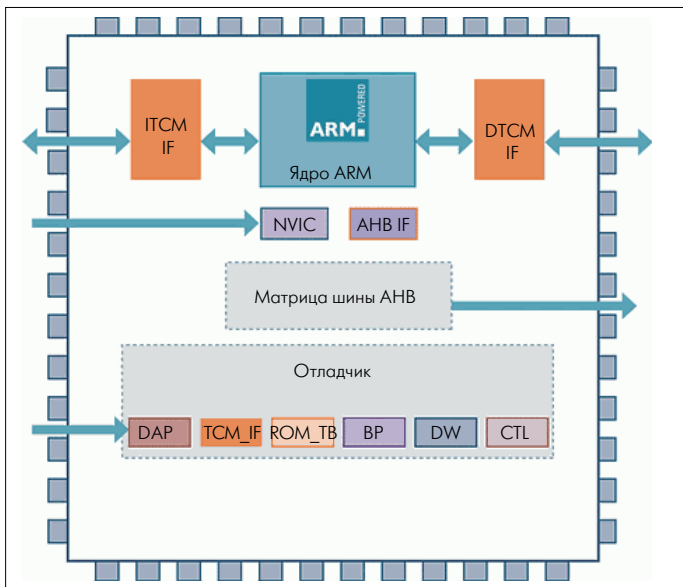 ITCM
IF
ARM
POWERED
Ядро ARM
DTCM
IF
NVIC
AHB IF
Матрица шины АНВ
Отладчик
DAP
TCM_IF
ROM_TB
BP
DW
CTL